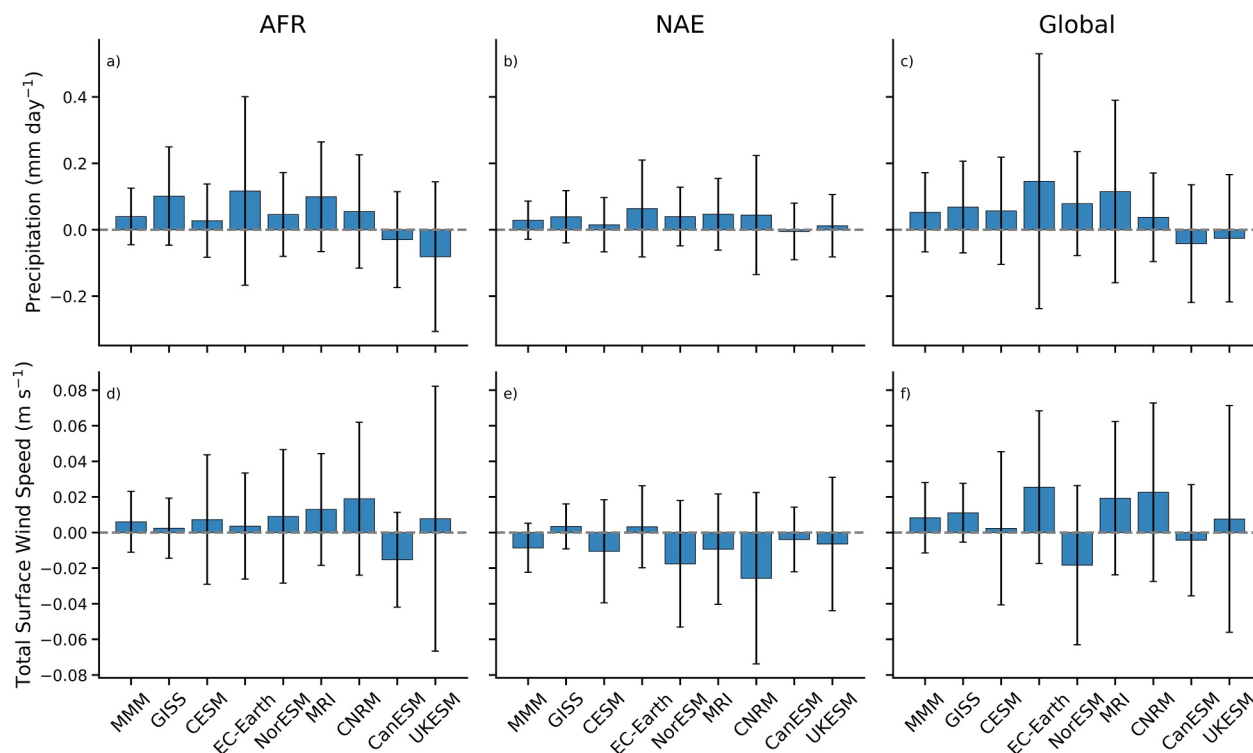 AFR
NAE
Global
a)
b)
c)
Precipitation (mm day⁻¹)
0.4
0.2
0.0
−0.2
d)
e)
f)
Total Surface Wind Speed (m s⁻¹)
0.08
0.06
0.04
0.02
0.00
−0.02
−0.04
−0.06
−0.08
MMM
GISS
CESM
EC-Earth
NorESM
MRI
CNRM
CanESM
UKESM
MMM
GISS
CESM
EC-Earth
NorESM
MRI
CNRM
CanESM
UKESM
MMM
GISS
CESM
EC-Earth
NorESM
MRI
CNRM
CanESM
UKESM